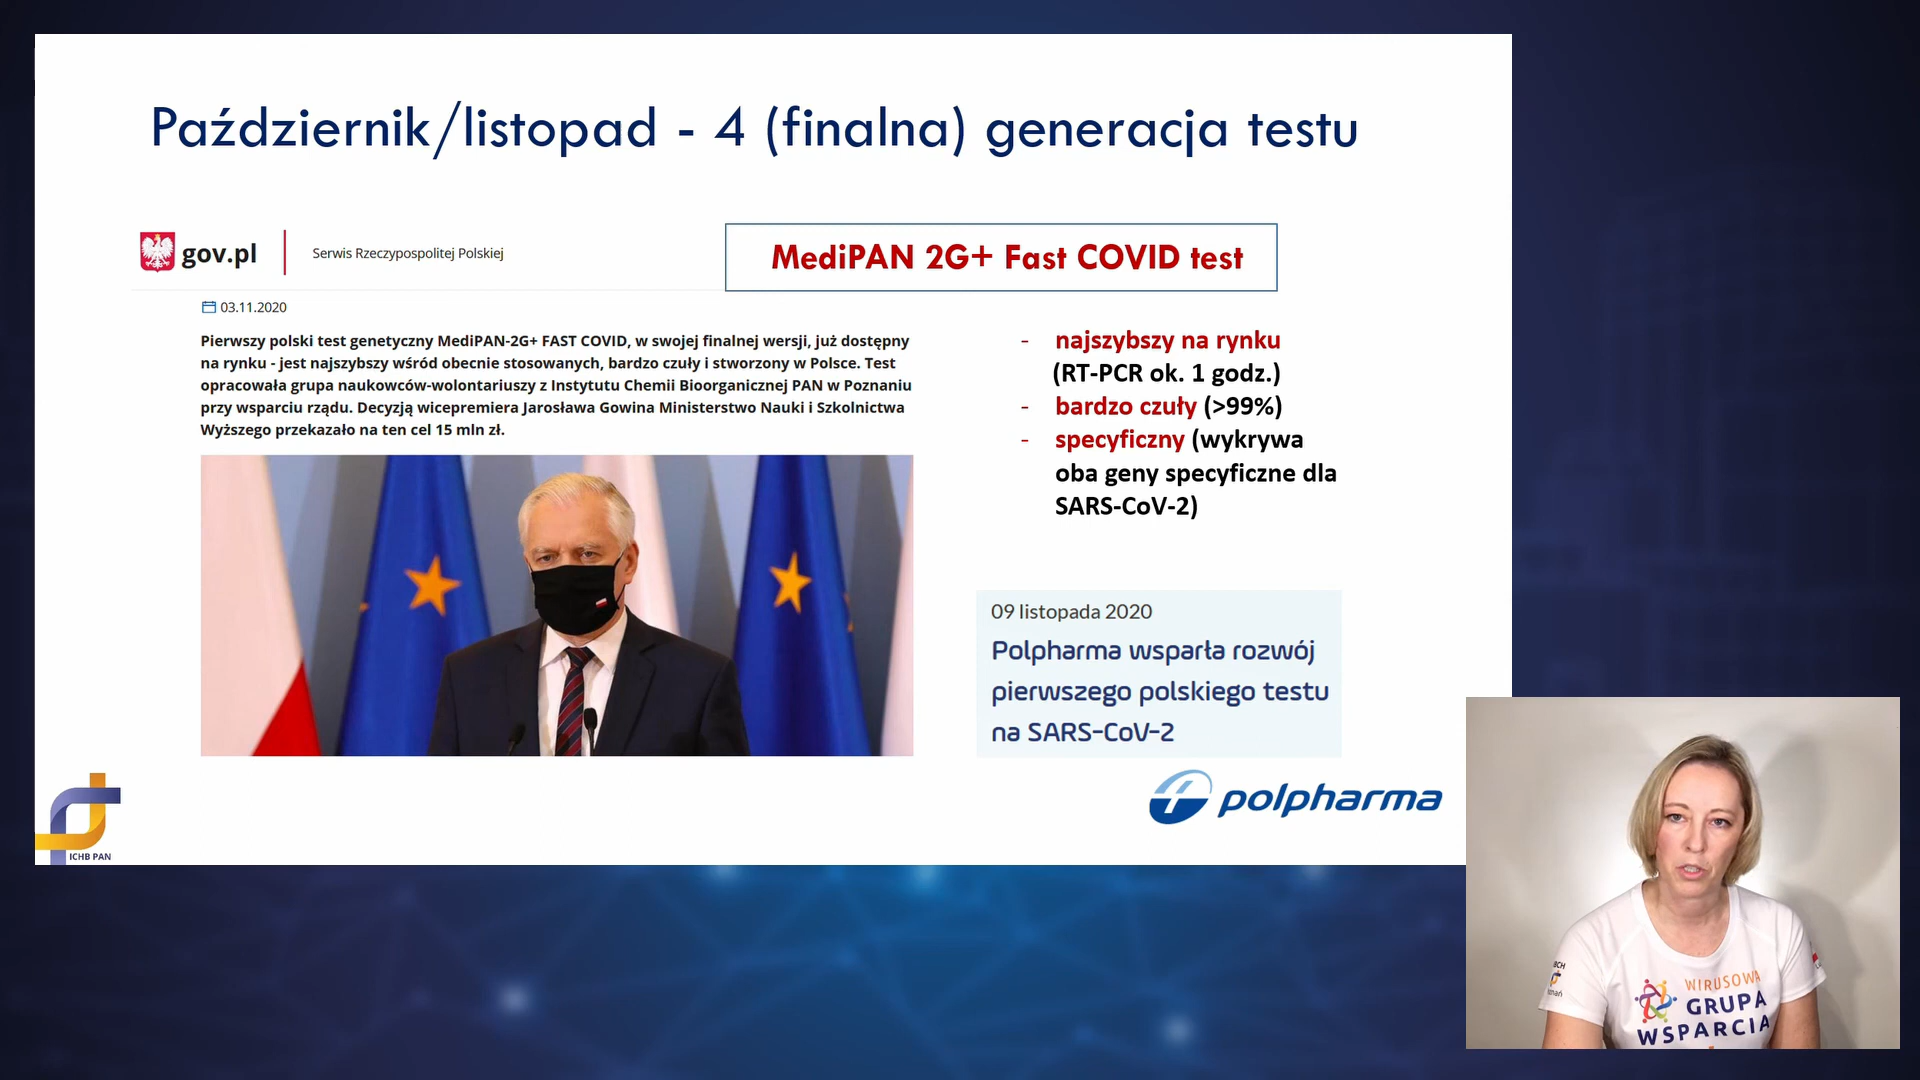 Październik/listopad - 4 (finalna) generacja testu
gov.pl
Serwis Rzeczypospolitej Polskiej
MediPAN 2G+ Fast COVID test
03.11.2020
Pierwszy polski test genetyczny MediPAN-2G+ FAST COVID, w swojej finalnej wersji, już dostępny
na rynku - jest najszybszy wśród obecnie stosowanych, bardzo czuły i stworzony w Polsce. Test
opracowała grupa naukowców-wolontariuszy z Instytutu Chemii Bioorganicznej PAN w Poznaniu
przy wsparciu rządu. Decyzją wicepremiera Jarosława Gowina Ministerstwo Nauki i Szkolnictwa
Wyższego przekazało na ten cel 15 mln zł.
- najszybszy na rynku
(RT-PCR ok. 1 godz.)
- bardzo czuły (>99%)
- specyficzny (wykrywa
oba geny specyficzne dla
SARS-CoV-2)
09 listopada 2020
Polpharma wsparła rozwój
pierwszego polskiego testu
na SARS-CoV-2
polpharma
ICHB PAN
WIRUSOWA
GRUPA
WSPARCIA